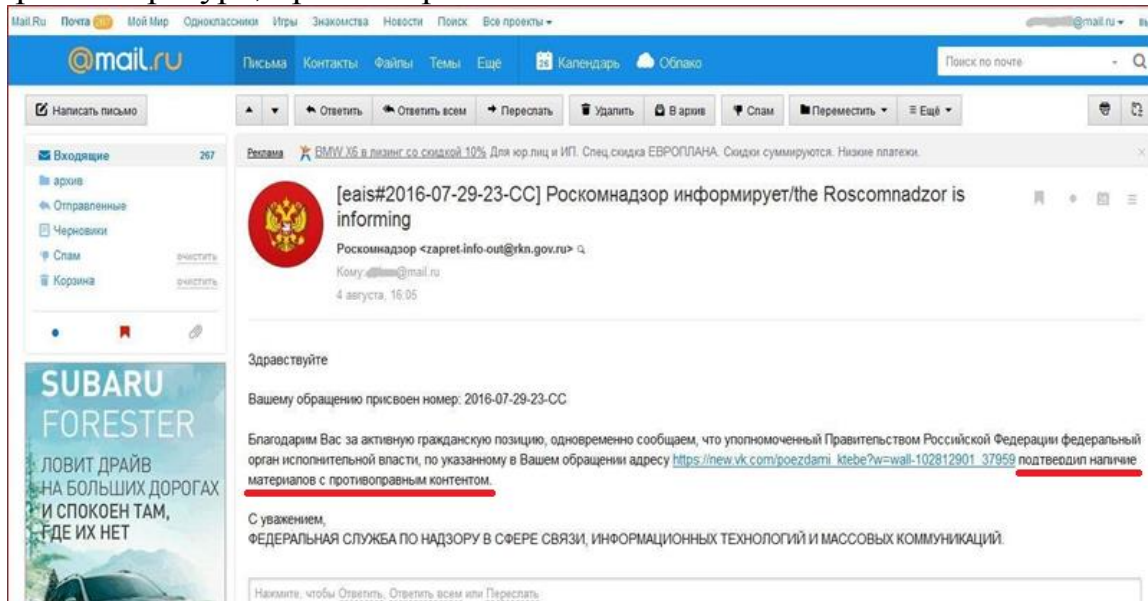 Mail.Ru Почта Мой Мир Одноклассники Игры Знакомства Новости Поиск Все проекты
@mail.ru
@mail.ru
Письма Контакты Файлы Темы Ещё Календарь Облако
Поиск по почте
Написать письмо
Ответить Ответить всем Переслать Удалить В архив Спам Переместить Ещё
Входящие 267
архив
Отправленные
Черновики
Спам очистить
Корзина очистить
Реклама BMW X6 в лизинг со скидкой 10% Для юр.лиц и ИП. Спец.скидка ЕВРОПЛАНА. Скидки суммируются. Низкие платежи.
[eais#2016-07-29-23-CC] Роскомнадзор информирует/the Roscomnadzor is
informing
Роскомнадзор <zapret-info-out@rkn.gov.ru>
Кому: @mail.ru
4 августа, 16:05
SUBARU
FORESTER
ЛОВИТ ДРАЙВ
НА БОЛЬШИХ ДОРОГАХ
И СПОКОЕН ТАМ,
ГДЕ ИХ НЕТ
Здравствуйте
Вашему обращению присвоен номер: 2016-07-29-23-CC
Благодарим Вас за активную гражданскую позицию, одновременно сообщаем, что уполномоченный Правительством Российской Федерации федеральный
орган исполнительной власти, по указанному в Вашем обращении адресу https://new.vk.com/poezdami_ktebe?w=wall-102812901_37959 подтвердил наличие
материалов с противоправным контентом.
С уважением,
ФЕДЕРАЛЬНАЯ СЛУЖБА ПО НАДЗОРУ В СФЕРЕ СВЯЗИ, ИНФОРМАЦИОННЫХ ТЕХНОЛОГИЙ И МАССОВЫХ КОММУНИКАЦИЙ.
Нажмите, чтобы Ответить, Ответить всем или Переслать